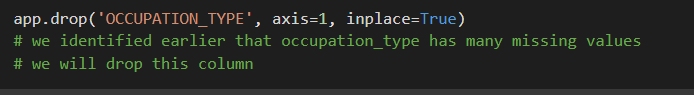 app.drop('OCCUPATION_TYPE', axis=1, inplace=True)
# we identified earlier that occupation_type has many missing values
# we will drop this column